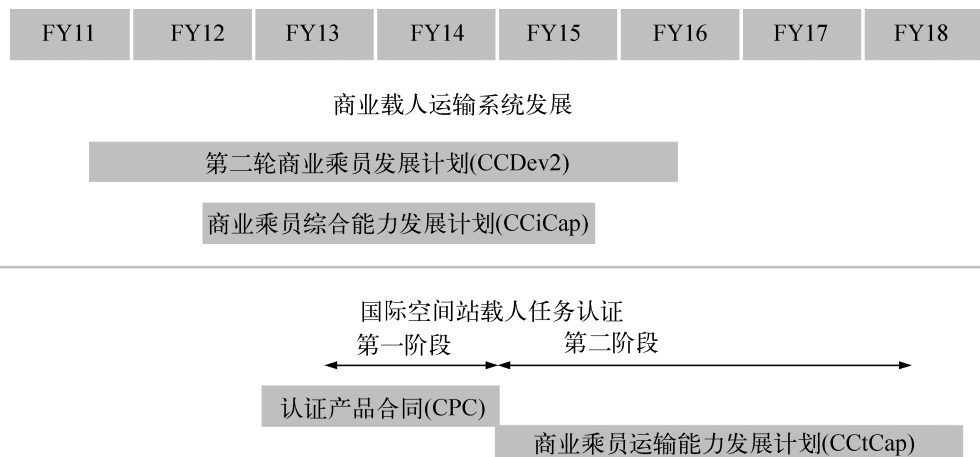 FY11 FY12 FY13 FY14 FY15 FY16 FY17 FY18
商业载人运输系统发展
第二轮商业乘员发展计划(CCDev2)
商业乘员综合能力发展计划(CCiCap)
国际空间站载人任务认证
第一阶段 第二阶段
认证产品合同(CPC)
商业乘员运输能力发展计划(CCtCap)